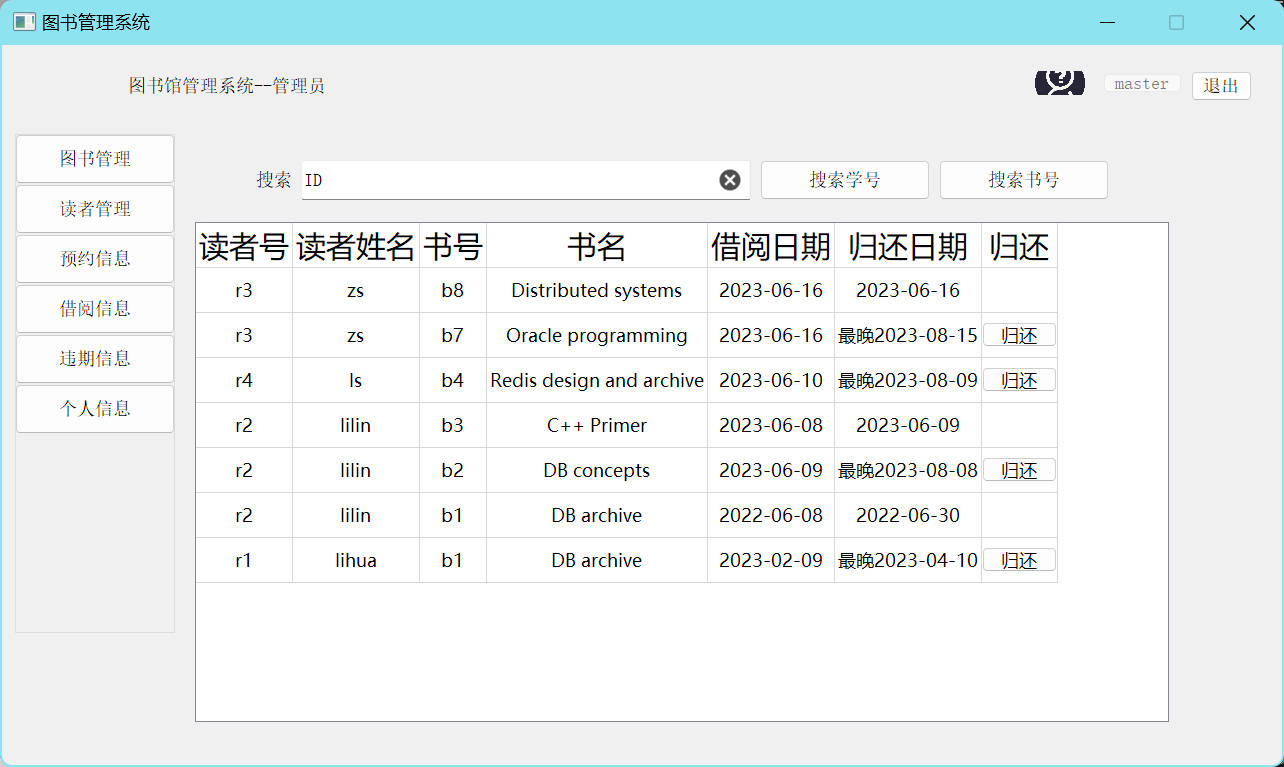 图书管理系统
图书馆管理系统--管理员 master 退出
图书管理
读者管理
预约信息
借阅信息
违期信息
个人信息
搜索 ID 搜索学号 搜索书号
读者号 读者姓名 书号 书名 借阅日期 归还日期 归还
r3 zs b8 Distributed systems 2023-06-16 2023-06-16
r3 zs b7 Oracle programming 2023-06-16 最晚2023-08-15 归还
r4 ls b4 Redis design and archive 2023-06-10 最晚2023-08-09 归还
r2 lilin b3 C++ Primer 2023-06-08 2023-06-09
r2 lilin b2 DB concepts 2023-06-09 最晚2023-08-08 归还
r2 lilin b1 DB archive 2022-06-08 2022-06-30
r1 lihua b1 DB archive 2023-02-09 最晚2023-04-10 归还